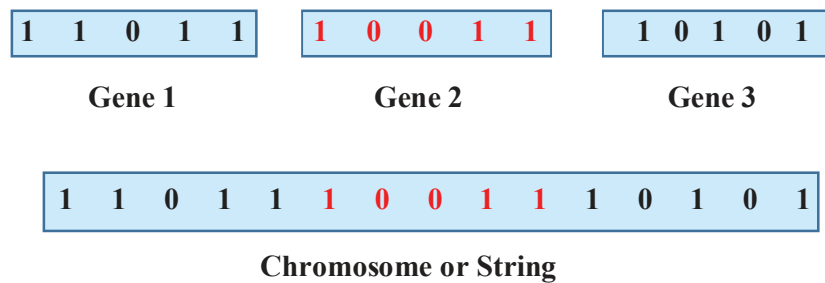 1 1 0 1 1 1 0 0 1 1 1 0 1 0 1
Gene 1 Gene 2 Gene 3
1 1 0 1 1 1 0 0 1 1 1 0 1 0 1
Chromosome or String